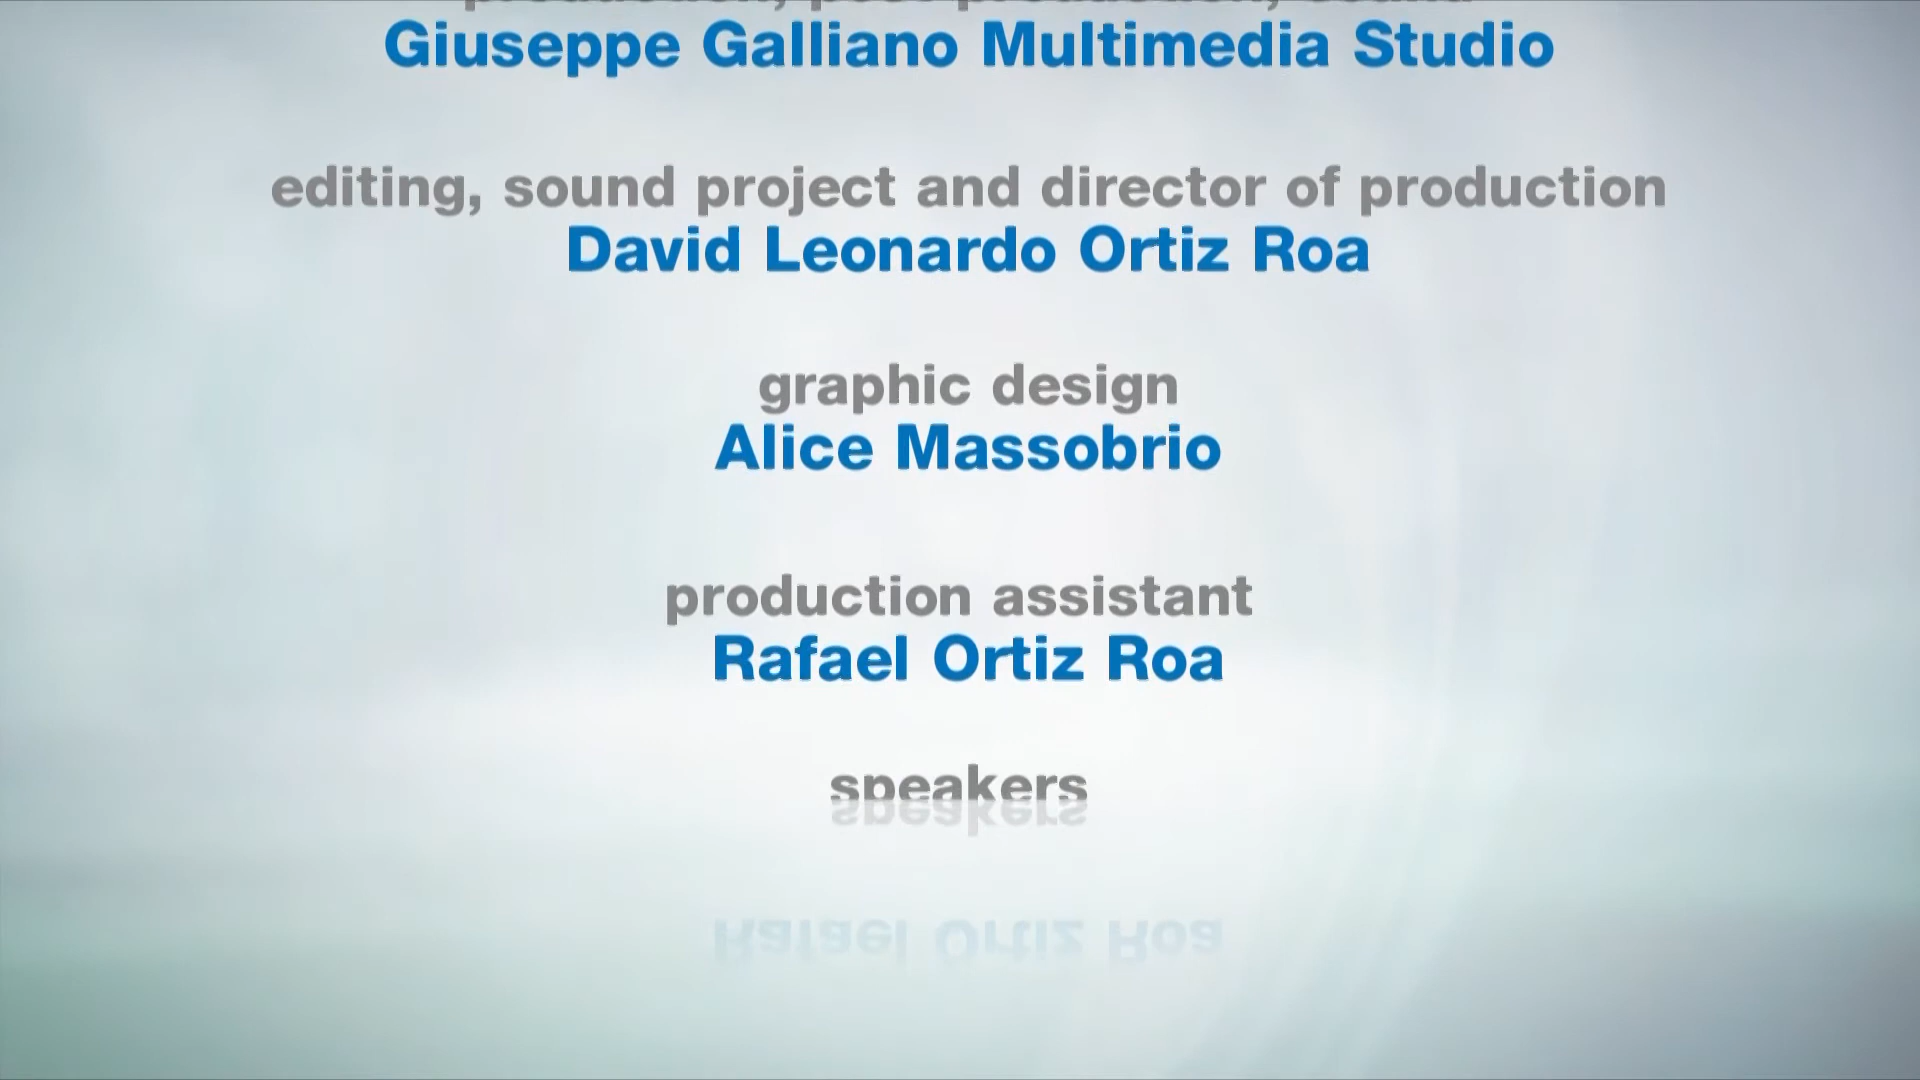 Giuseppe Galliano Multimedia Studio
editing, sound project and director of production
David Leonardo Ortiz Roa
graphic design
Alice Massobrio
production assistant
Rafael Ortiz Roa
speakers